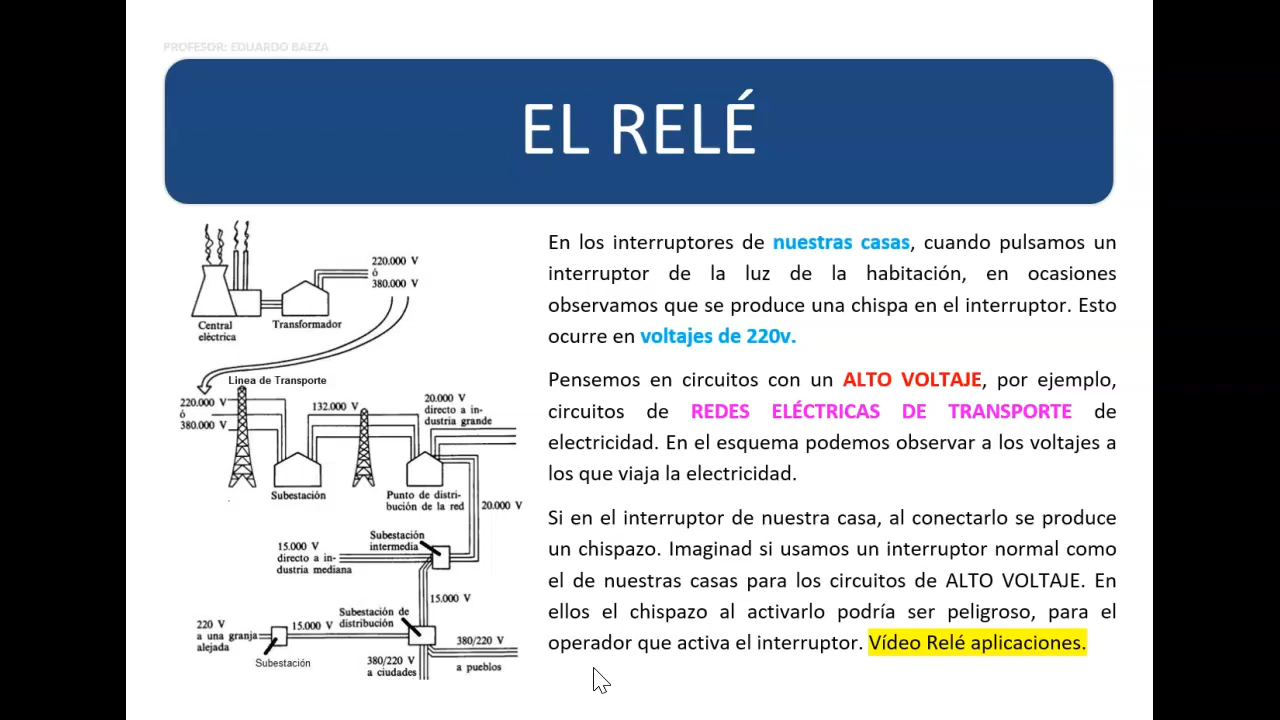 PROFESOR: EDUARDO BAEZA
EL RELÉ
220.000 V
ó
380.000 V
Central
eléctrica
Transformador
Linea de Transporte
220.000 V
ó
380.000 V
132.000 V
20.000 V
directo a in-
dustria grande
Subestación
Punto de distri-
bución de la red
20.000 V
Subestación
intermedia
15.000 V
directo a in-
dustria mediana
15.000 V
Subestación de
distribución
220 V
a una granja
alejada
15.000 V
Subestación
380/220 V
a ciudades
380/220 V
a pueblos
En los interruptores de nuestras casas, cuando pulsamos un
interruptor de la luz de la habitación, en ocasiones
observamos que se produce una chispa en el interruptor. Esto
ocurre en voltajes de 220v.
Pensemos en circuitos con un ALTO VOLTAJE, por ejemplo,
circuitos de REDES ELÉCTRICAS DE TRANSPORTE de
electricidad. En el esquema podemos observar a los voltajes a
los que viaja la electricidad.
Si en el interruptor de nuestra casa, al conectarlo se produce
un chispazo. Imaginad si usamos un interruptor normal como
el de nuestras casas para los circuitos de ALTO VOLTAJE. En
ellos el chispazo al activarlo podría ser peligroso, para el
operador que activa el interruptor. Vídeo Relé aplicaciones.